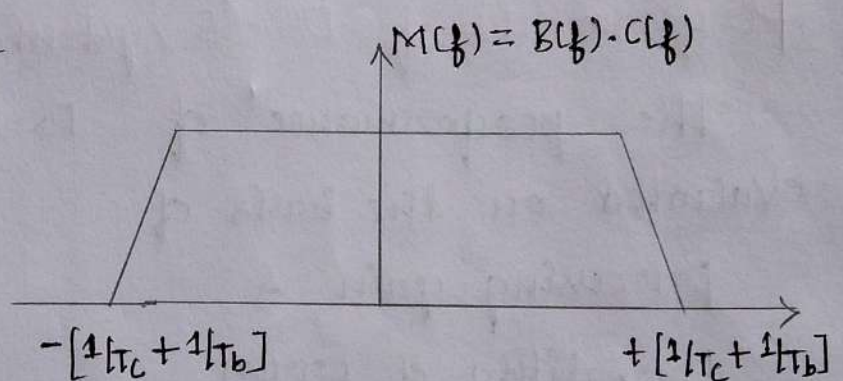 M(f) = B(f).C(f)
-[1/Tc + 1/Tb]
+[1/Tc + 1/Tb]